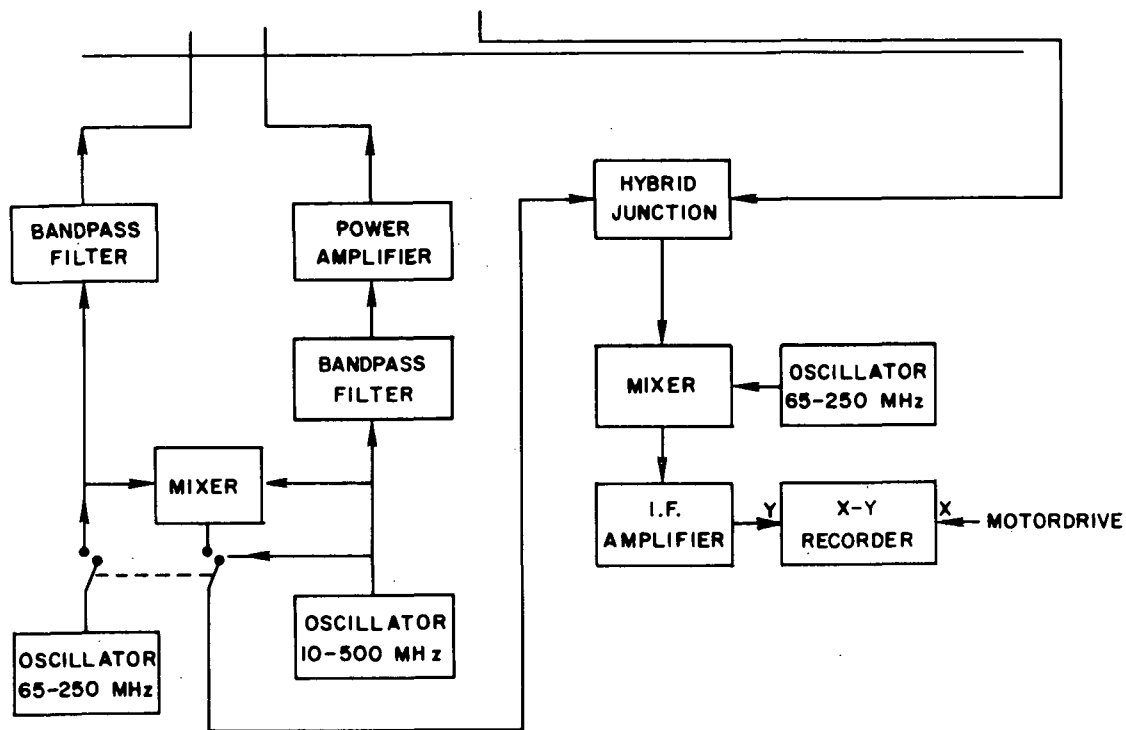 HYBRID
JUNCTION
BANDPASS
FILTER
POWER
AMPLIFIER
BANDPASS
FILTER
MIXER
OSCILLATOR
65-250 MHz
MIXER
I.F.
AMPLIFIER
Y
X-Y
RECORDER
X
MOTORDRIVE
OSCILLATOR
10-500 MHz
OSCILLATOR
65-250 MHz